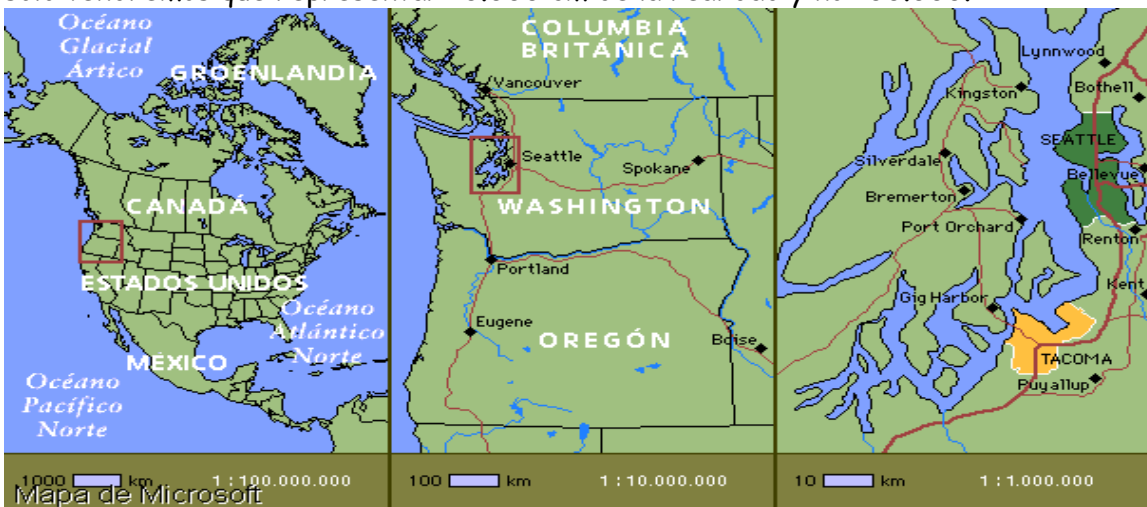 Océano
Glacial
Ártico
GROENLANDIA
CANADÁ
ESTADOS UNIDOS
Océano
Atlántico
Norte
MÉXICO
Océano
Pacífico
Norte
1000 km 1:100.000.000
Mapa de Microsoft
COLUMBIA
BRITÁNICA
Vancouver
Seattle
Spokane
WASHINGTON
Portland
Eugene
OREGÓN
Boise
100 km 1:10.000.000
Lynnwood
Kingston
Bothell
SEATTLE
Silverdale
Bellevue
Bremerton
Port Orchard
Renton
Kent
Gig Harbor
TACOMA
Puyallup
10 km 1:1.000.000